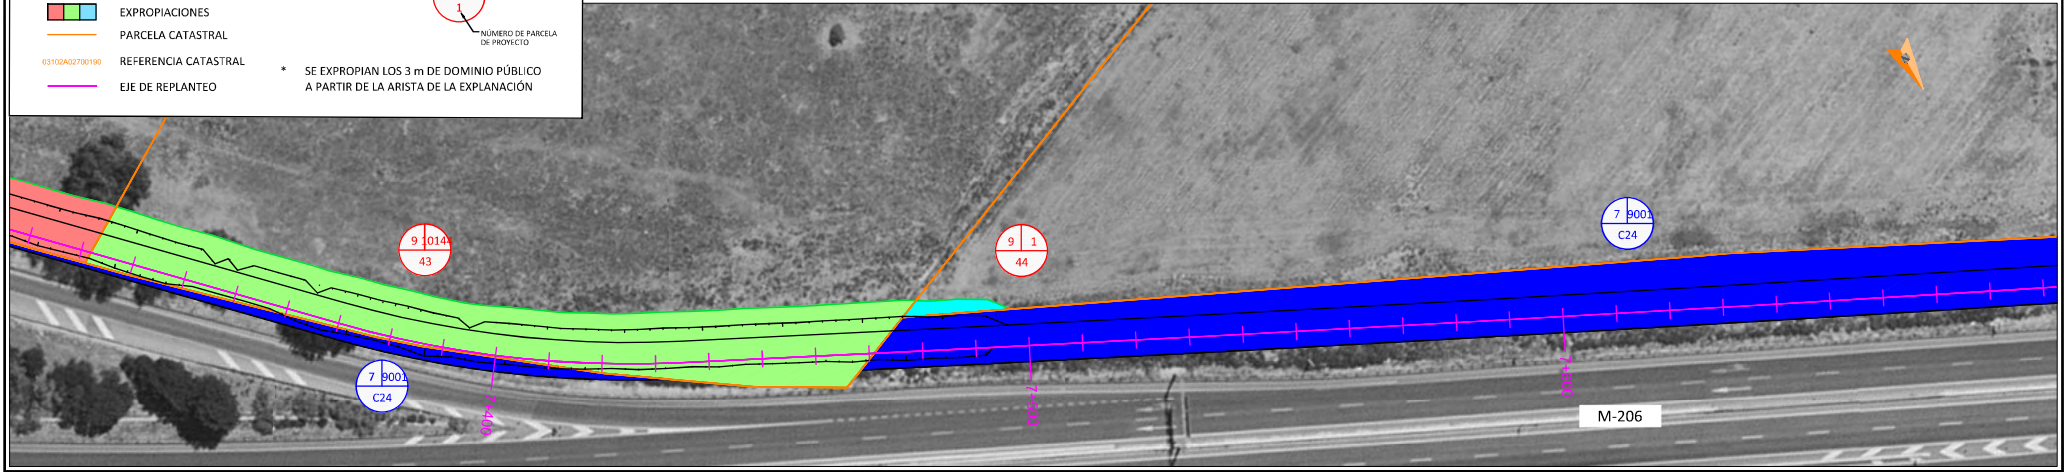 EXPROPIACIONES
PARCELA CATASTRAL
03102A02700190 REFERENCIA CATASTRAL
EJE DE REPLANTEO
1
NÚMERO DE PARCELA
DE PROYECTO
* SE EXPROPIAN LOS 3 m DE DOMINIO PÚBLICO
A PARTIR DE LA ARISTA DE LA EXPLANACIÓN
N
9 10144
43
9 1
44
7 9001
C24
7 9001
C24
7+400
7+500
7+600
M-206